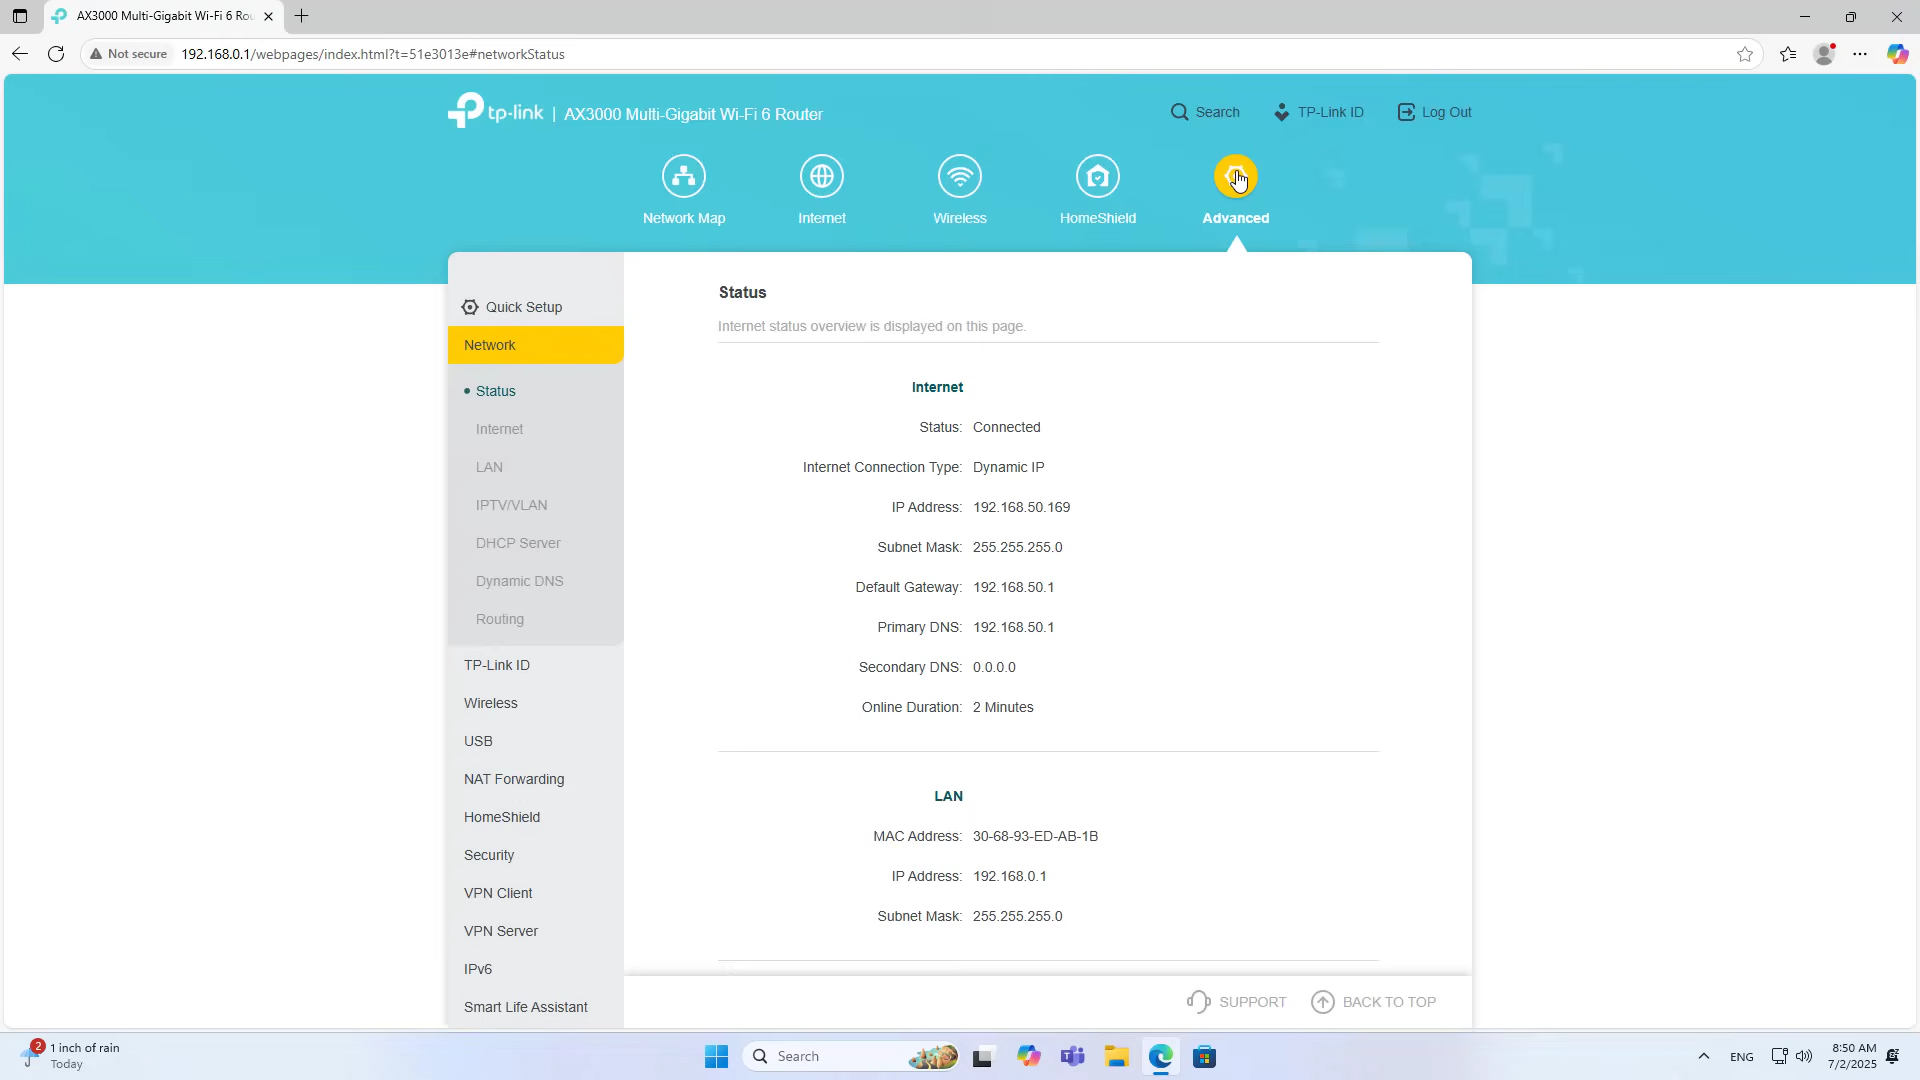 AX3000 Multi-Gigabit Wi-Fi 6 Rou
Not secure
192.168.0.1/webpages/index.html?t=51e3013e#networkStatus
tp-link | AX3000 Multi-Gigabit Wi-Fi 6 Router
Search
TP-Link ID
Log Out
Network Map
Internet
Wireless
HomeShield
Advanced
Quick Setup
Network
Status
Internet
LAN
IPTV/VLAN
DHCP Server
Dynamic DNS
Routing
TP-Link ID
Wireless
USB
NAT Forwarding
HomeShield
Security
VPN Client
VPN Server
IPv6
Smart Life Assistant
Status
Internet status overview is displayed on this page.
Internet
Status: Connected
Internet Connection Type: Dynamic IP
IP Address: 192.168.50.169
Subnet Mask: 255.255.255.0
Default Gateway: 192.168.50.1
Primary DNS: 192.168.50.1
Secondary DNS: 0.0.0.0
Online Duration: 2 Minutes
LAN
MAC Address: 30-68-93-ED-AB-1B
IP Address: 192.168.0.1
Subnet Mask: 255.255.255.0
SUPPORT
BACK TO TOP
2
1 inch of rain
Today
Search
ENG
8:50 AM
7/2/2025